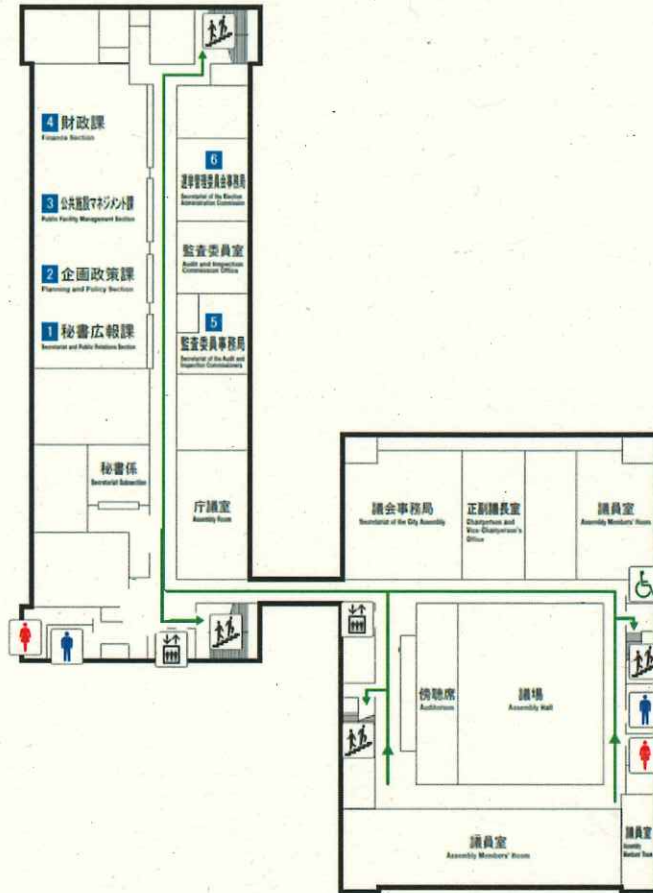 4 財政課
Finance Section
6
選挙管理委員会事務局
Secretariat of the Election
Administration Commission
3 公共施設マネジメント課
Public Facility Management Section
監査委員室
Audit and Inspection
Commission Office
2 企画政策課
Planning and Policy Section
5
監査委員事務局
Secretariat of the Audit and
Inspection Commissioners
1 秘書広報課
Secretariat and Public Relations Section
秘書係
Secretariat Subsection
庁議室
Assembly Room
議会事務局
Secretariat of the City Assembly
正副議長室
Chairperson and
Vice-Chairperson's
Office
議員室
Assembly Members' Room
傍聴席
Auditorium
議場
Assembly Hall
議員室
Assembly Members' Room
議員室
Assembly
Members' Room